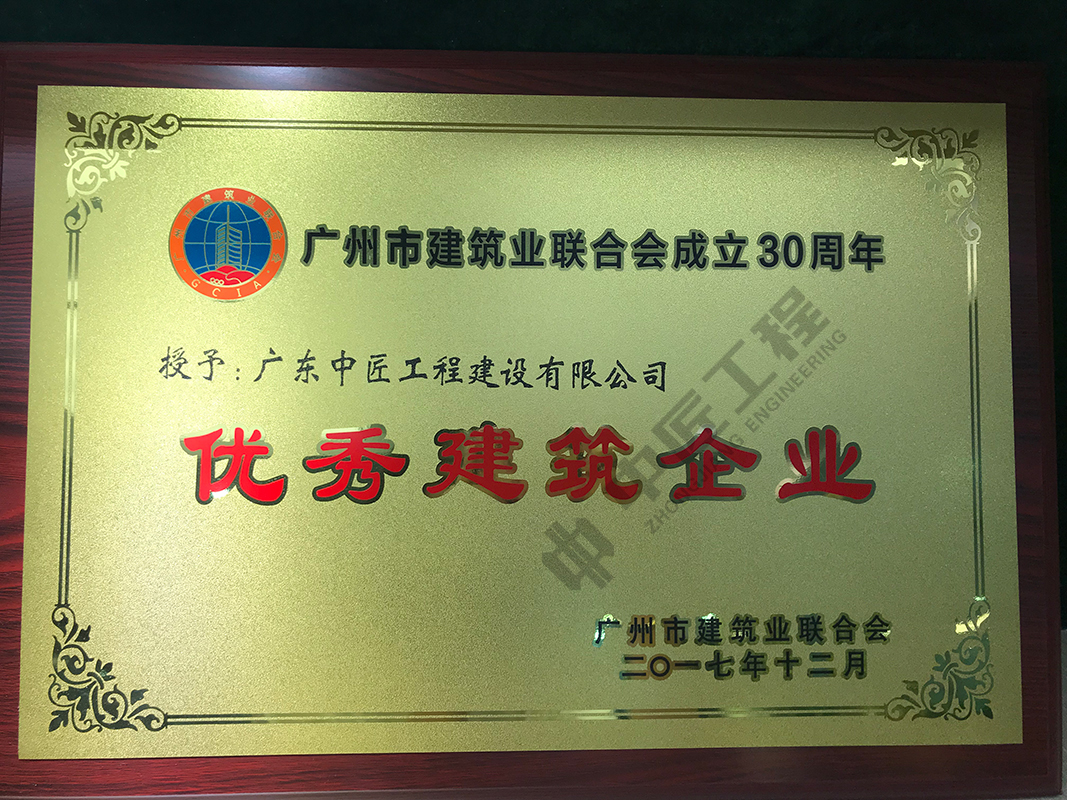 广州市建筑业联合会成立30周年
GCIA
授予：广东中匠工程建设有限公司
优秀建筑企业
中匠工程
ZHONG ENGINEERING
广州市建筑业联合会
二〇一七年十二月